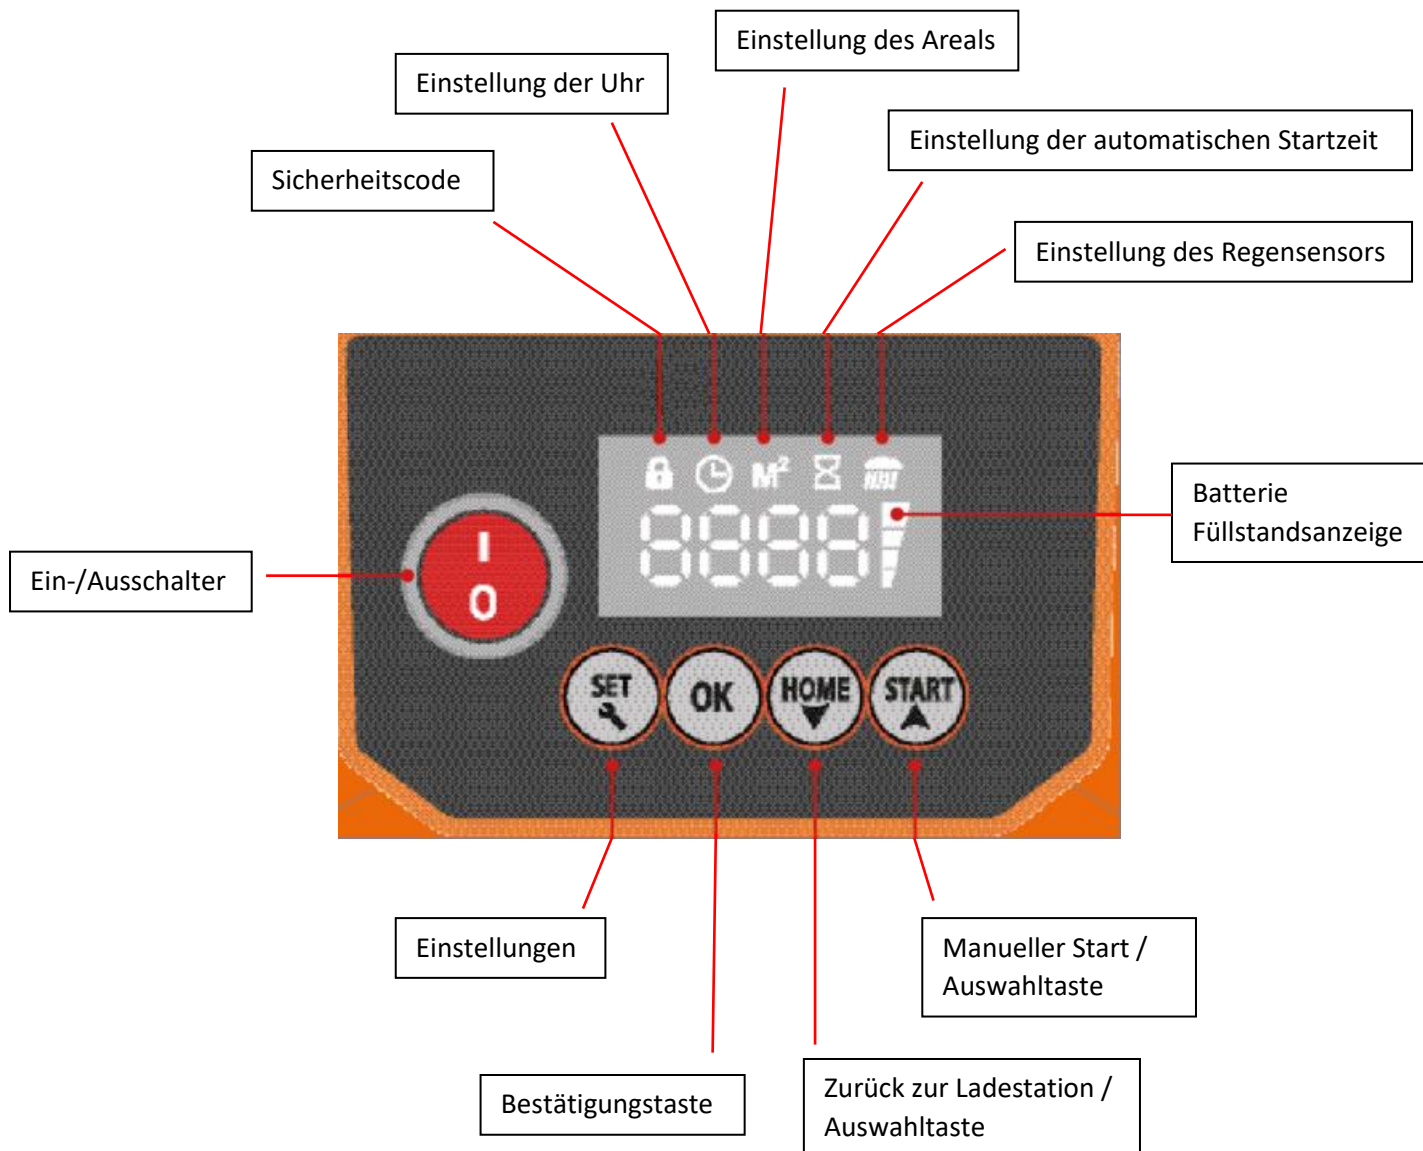 Einstellung des Areals
Einstellung der Uhr
Einstellung der automatischen Startzeit
Sicherheitscode
Einstellung des Regensensors
M²
8888
Batterie
Füllstandsanzeige
Ein-/Ausschalter
I
O
SET
OK
HOME
START
Einstellungen
Manueller Start /
Auswahltaste
Bestätigungstaste
Zurück zur Ladestation /
Auswahltaste